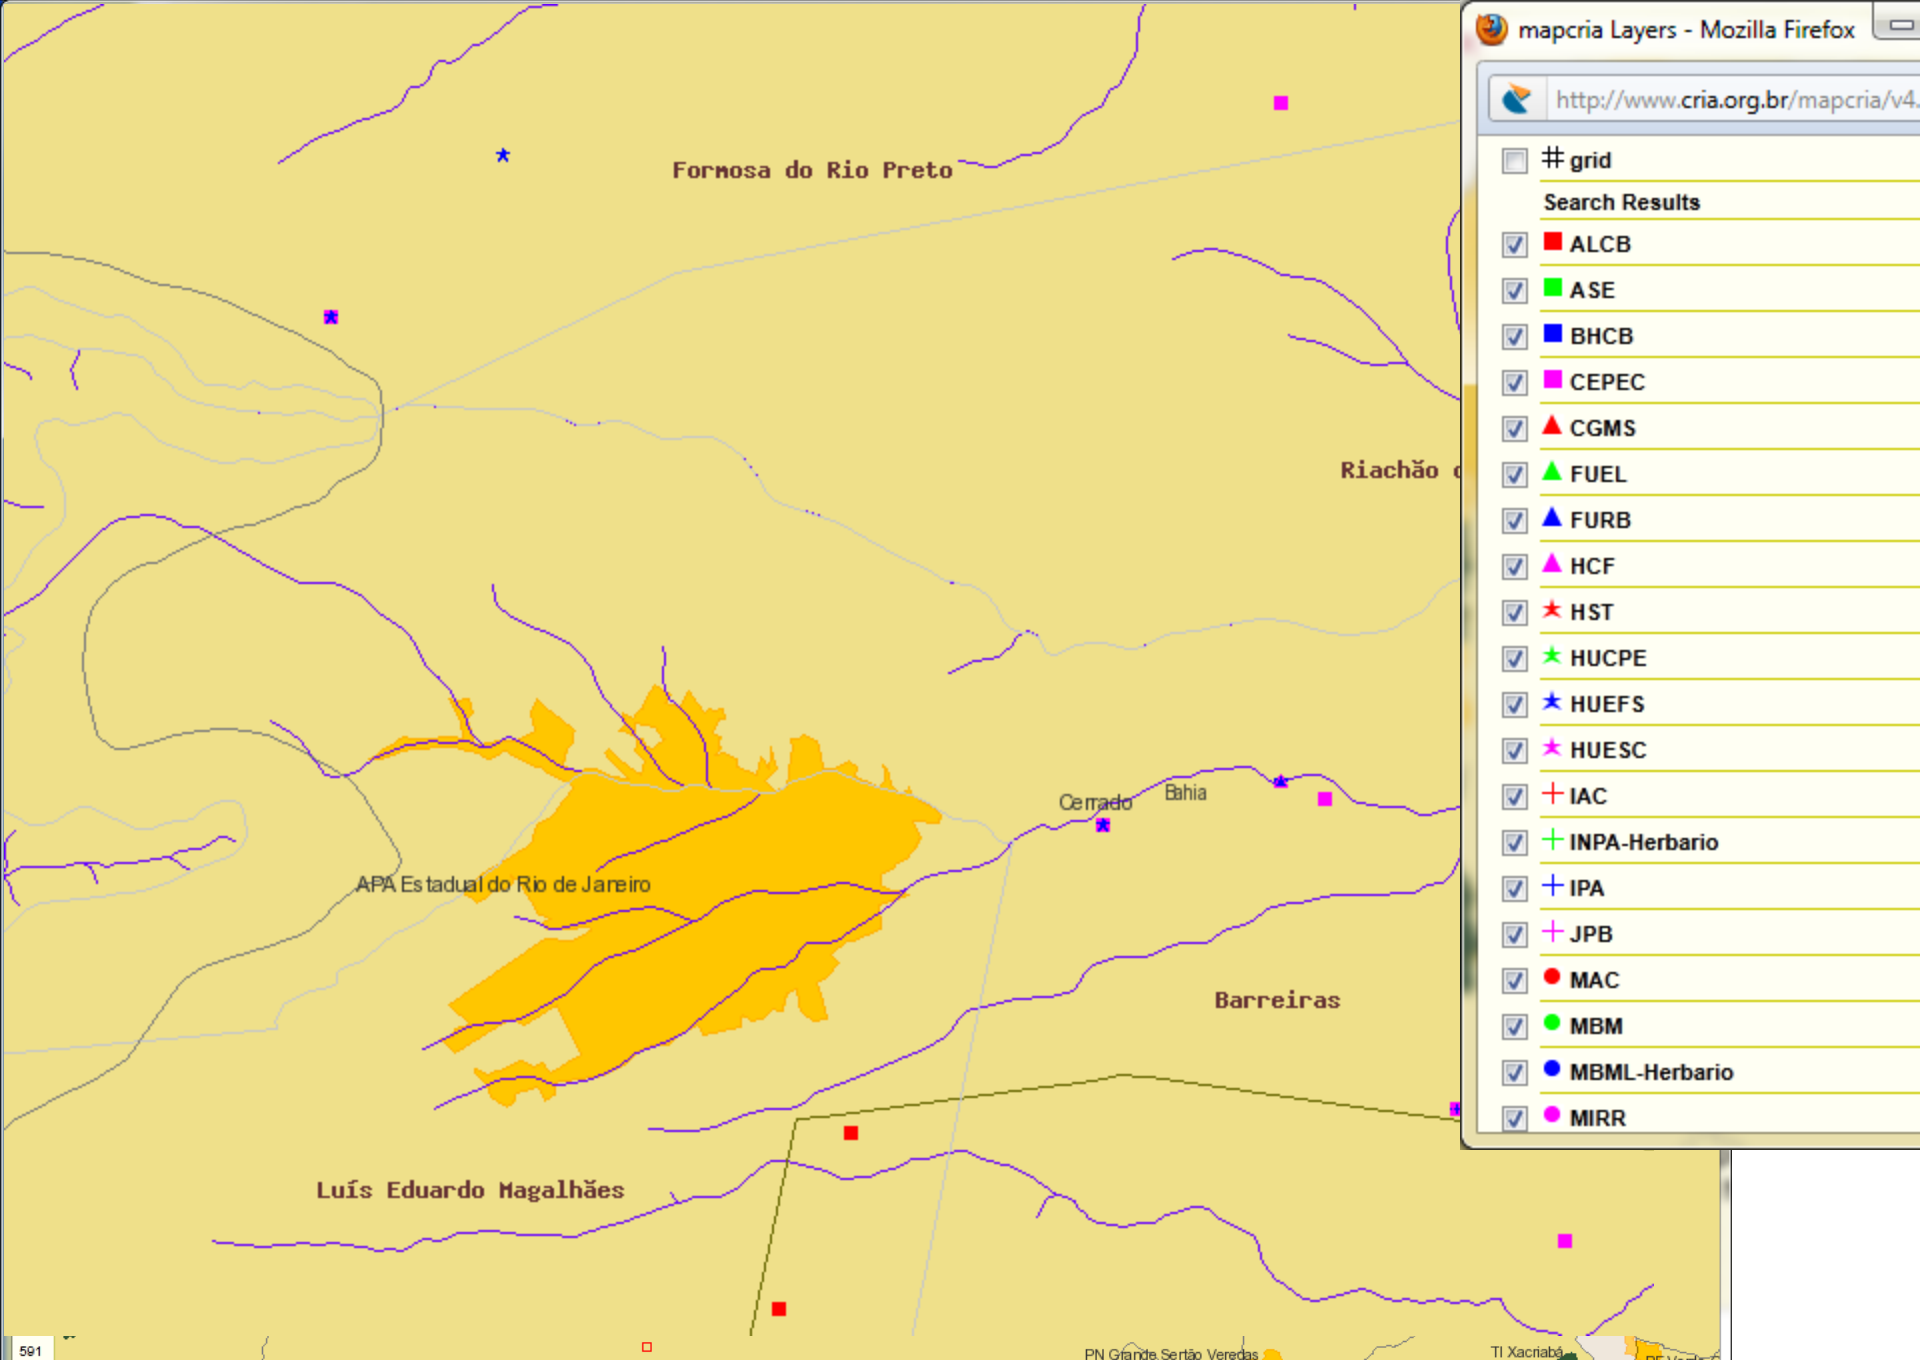 mapcria Layers - Mozilla Firefox
http://www.cria.org.br/mapcria/v4.
# grid
Search Results
ALCB
ASE
BHCB
CEPEC
CGMS
FUEL
FURB
HCF
HST
HUCPE
HUEFS
HUESC
IAC
INPA-Herbario
IPA
JPB
MAC
MBM
MBML-Herbario
MIRR
Formosa do Rio Preto
Riachão
Cerrado
Bahia
APA Estadual do Rio de Janeiro
Barreiras
Luís Eduardo Magalhães
591
PN Grande Sertão Veredas
TI Xacriabá